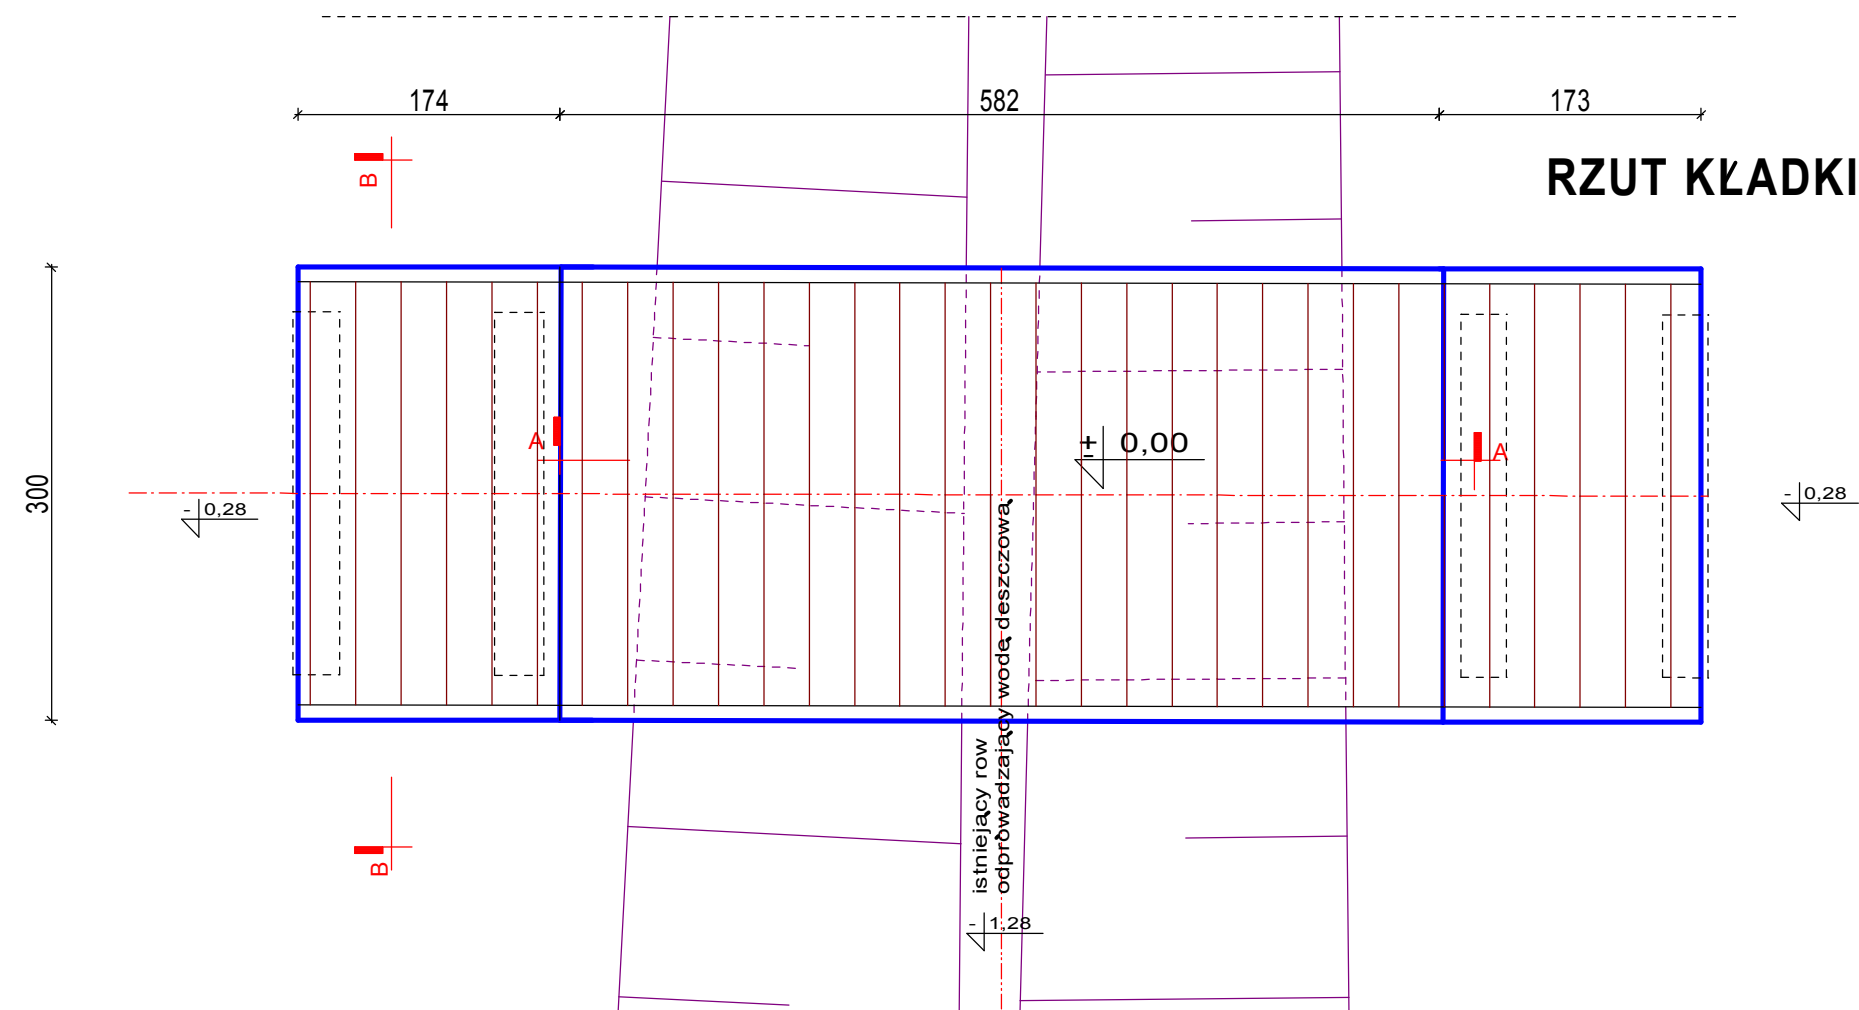 174
582
173
B
RZUT KŁADKI
A
± 0,00
A
300
- 0,28
- 0,28
istniejący row
odprowadzający wodę deszczową
B
- 1,28